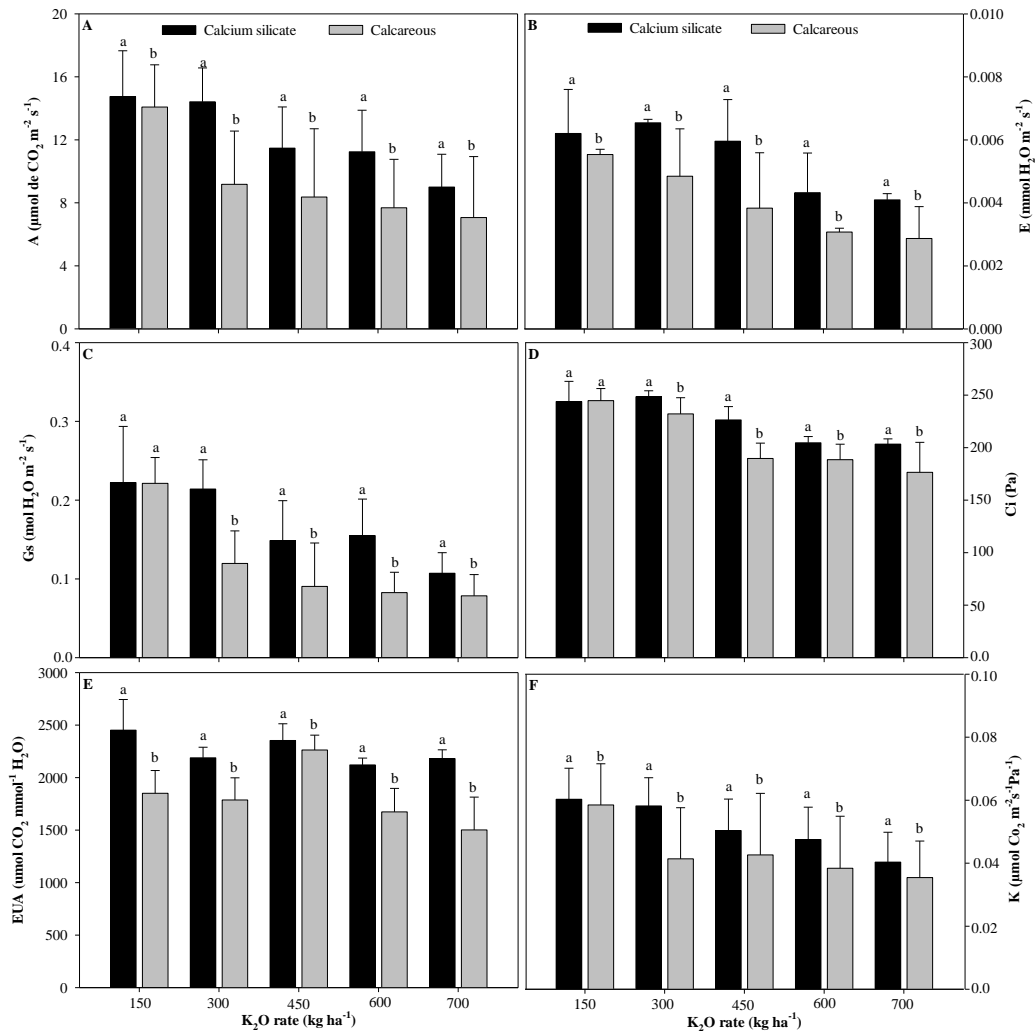 A
Calcium silicate
Calcareous
20
16
12
8
4
0
A (µmol de CO₂ m⁻² s⁻¹)
a b a b a b a b a b
B
Calcium silicate
Calcareous
0.010
0.008
0.006
0.004
0.002
0.000
E (mmol H₂O m⁻² s⁻¹)
a b a b a b a b a b
C
0.4
0.3
0.2
0.1
0.0
Gs (mol H₂O m⁻² s⁻¹)
a a a b a b a b a b
D
300
250
200
150
100
50
0.0
Ci (Pa)
a a a b a b a b a b
E
3000
2500
2000
1500
1000
500
0
EUA (umol CO₂ mmol⁻¹ H₂O)
a b a b a b a b a b
150 300 450 600 700
K₂O rate (kg ha⁻¹)
F
0.10
0.08
0.06
0.04
0.02
0.0
K (µmol Co₂ m⁻²s⁻¹Pa⁻¹)
a b a b a b a b a b
150 300 450 600 700
K₂O rate (kg ha⁻¹)